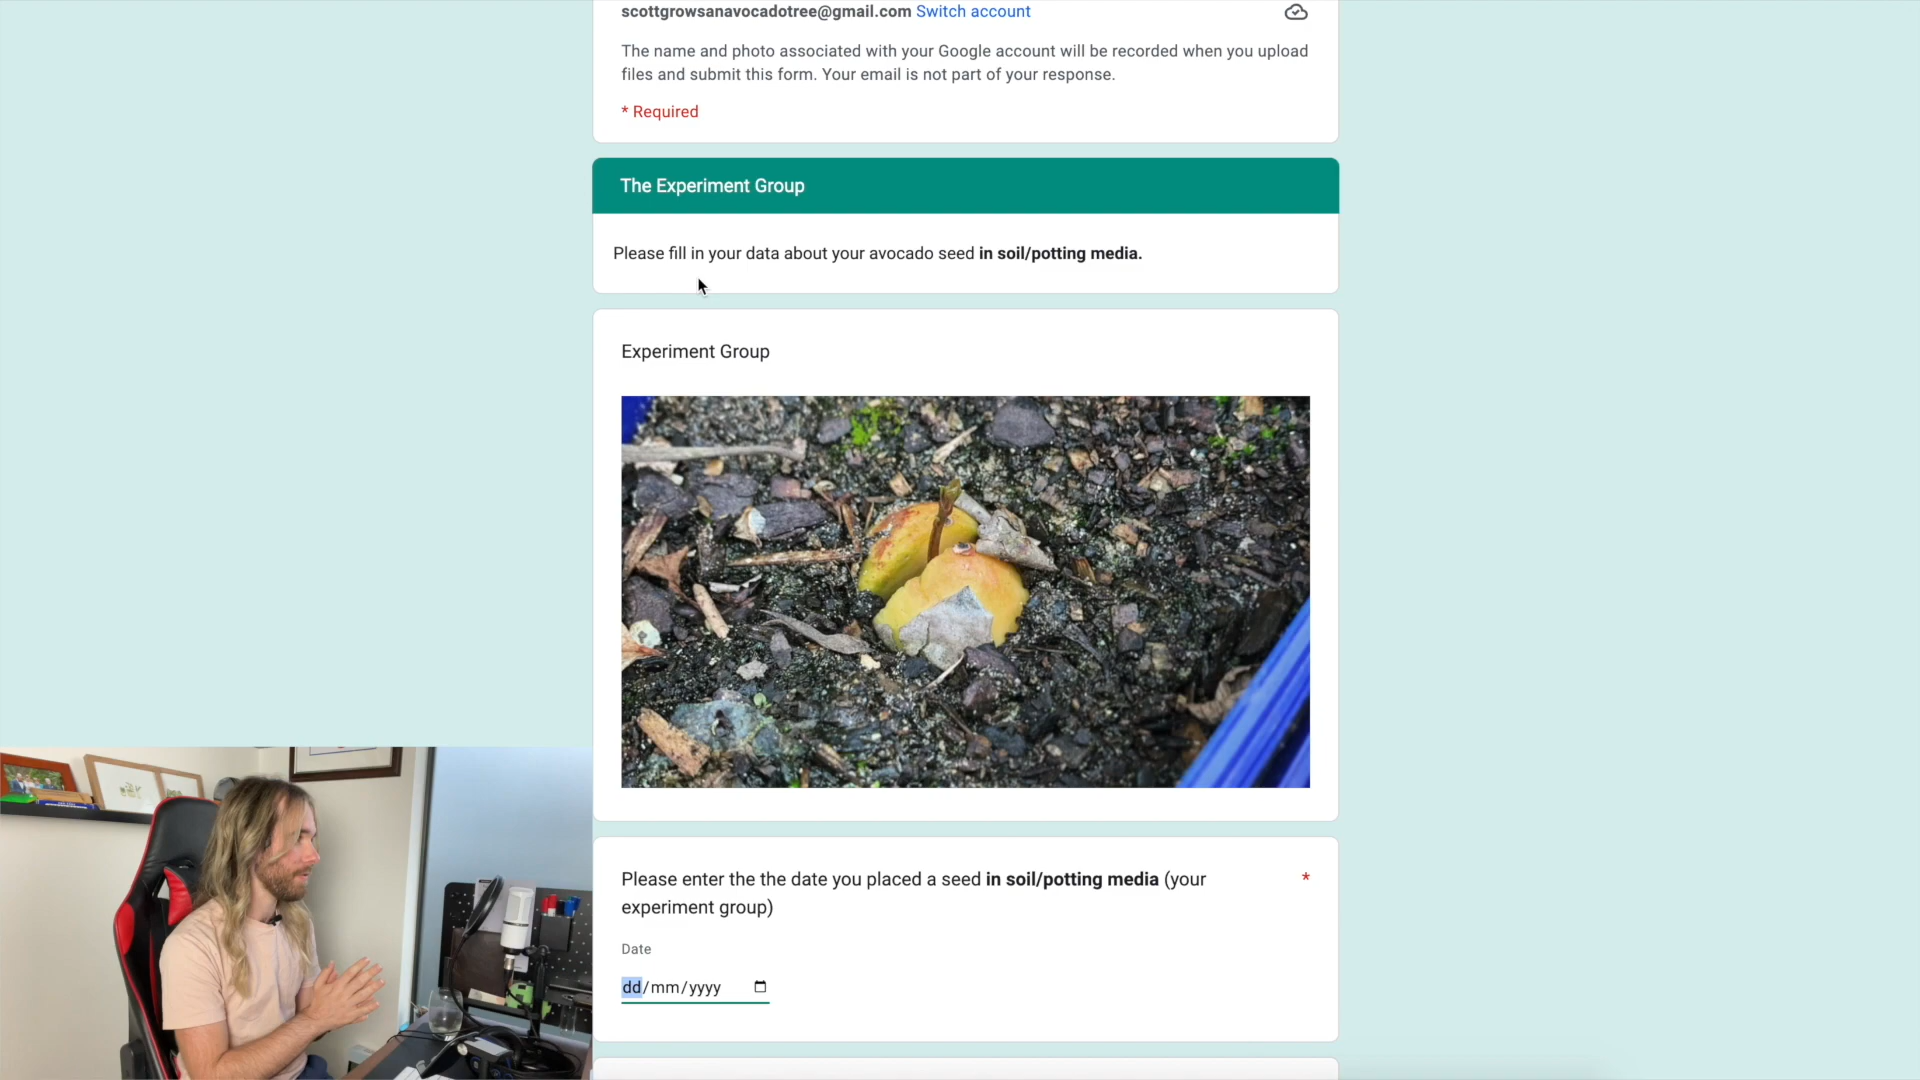 scottgrowsanavocadotree@gmail.com Switch account
The name and photo associated with your Google account will be recorded when you upload
files and submit this form. Your email is not part of your response.
* Required
The Experiment Group
Please fill in your data about your avocado seed in soil/potting media.
Experiment Group
Please enter the the date you placed a seed in soil/potting media (your *
experiment group)
Date
dd/mm/yyyy